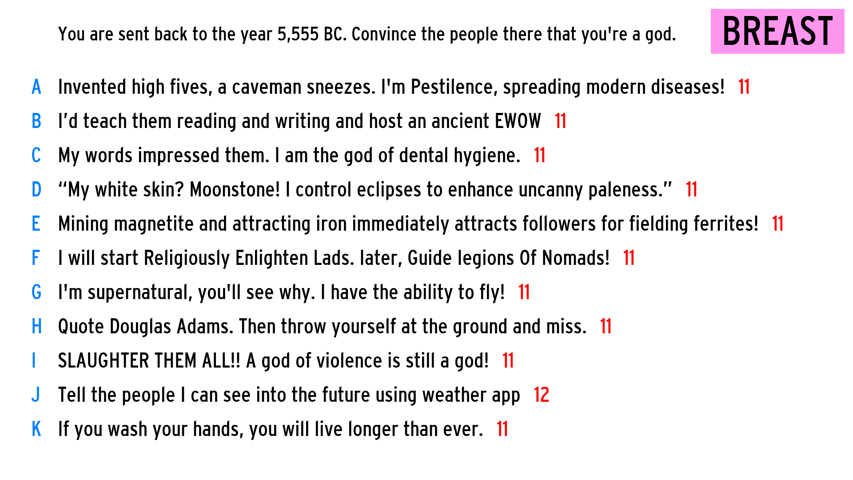 You are sent back to the year 5,555 BC. Convince the people there that you're a god.
BREAST
A Invented high fives, a caveman sneezes. I'm Pestilence, spreading modern diseases! 11
B I’d teach them reading and writing and host an ancient EWOW 11
C My words impressed them. I am the god of dental hygiene. 11
D “My white skin? Moonstone! I control eclipses to enhance uncanny paleness.” 11
E Mining magnetite and attracting iron immediately attracts followers for fielding ferrites! 11
F I will start Religiously Enlighten Lads. later, Guide legions Of Nomads! 11
G I'm supernatural, you'll see why. I have the ability to fly! 11
H Quote Douglas Adams. Then throw yourself at the ground and miss. 11
I SLAUGHTER THEM ALL!! A god of violence is still a god! 11
J Tell the people I can see into the future using weather app 12
K If you wash your hands, you will live longer than ever. 11